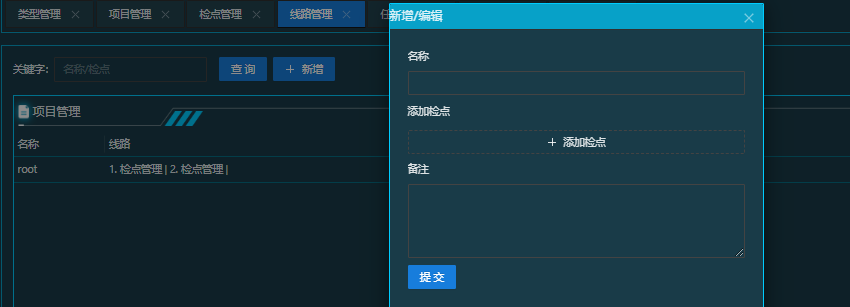 类型管理 项目管理 检点管理 线路管理
关键字: 名称/检点 查 询 + 新增
项目管理
名称 线路
root 1. 检点管理 | 2. 检点管理 |
新增/编辑
名称
添加检点
+ 添加检点
备注
提 交